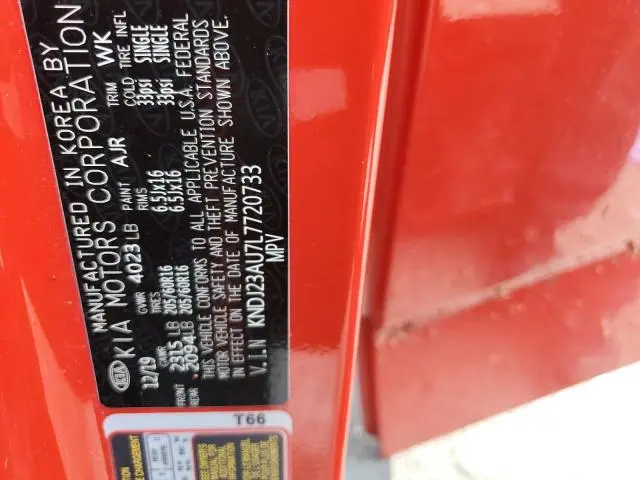 MANUFACTURED IN KOREA BY
KIA KIA MOTORS CORPORATION
12/19 GVWR 4023 LB PAINT AJR TRIM WK
GAWR TIRES RIMS COLD TIRE INFL
FRONT 2315 LB 205/60R16 6.5Jx16 33psi SINGLE
REAR 2094 LB 205/60R16 6.5Jx16 33psi SINGLE
THIS VEHICLE CONFORMS TO ALL APPLICABLE U.S.A. FEDERAL
MOTOR VEHICLE SAFETY AND THEFT PREVENTION STANDARDS
IN EFFECT ON THE DATE OF MANUFACTURE SHOWN ABOVE.
V.I.N KNDJ23AU7L7720733
MPV
T66